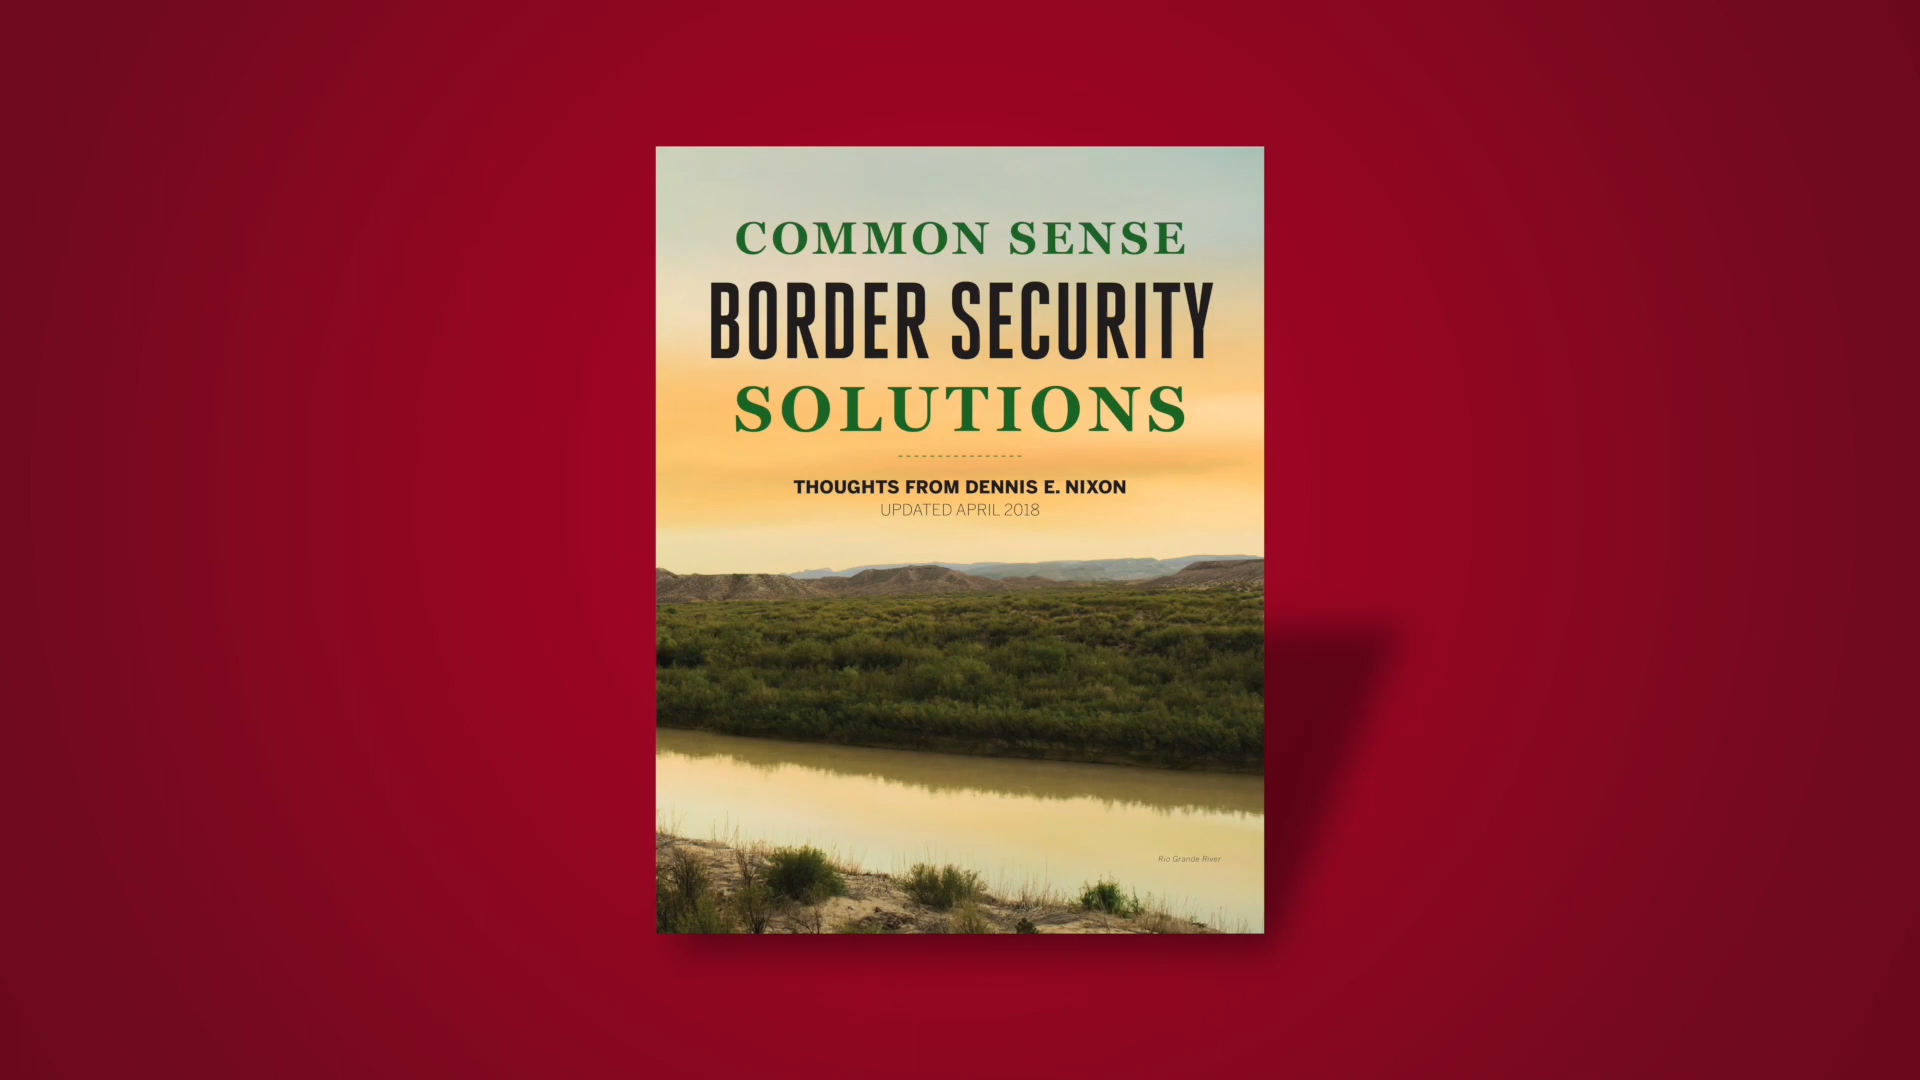 COMMON SENSE
BORDER SECURITY
SOLUTIONS
THOUGHTS FROM DENNIS E. NIXON
UPDATED APRIL 2018
Rio Grande River